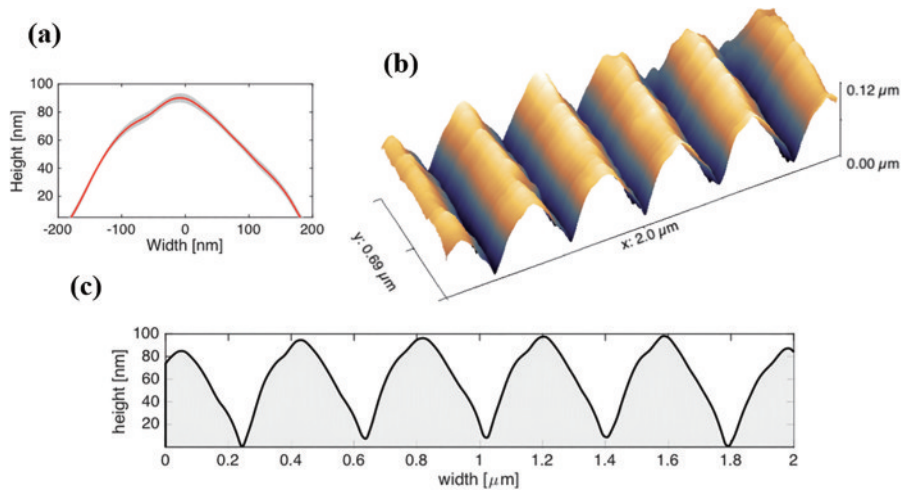 (a)
100
80
60
40
20
Height [nm]
-200 -100 0 100 200
Width [nm]
(b)
0.12 µm
0.00 µm
x: 2.0 µm
y: 0.69 µm
(c)
100
80
60
40
20
height [nm]
0 0.2 0.4 0.6 0.8 1 1.2 1.4 1.6 1.8 2
width [µm]